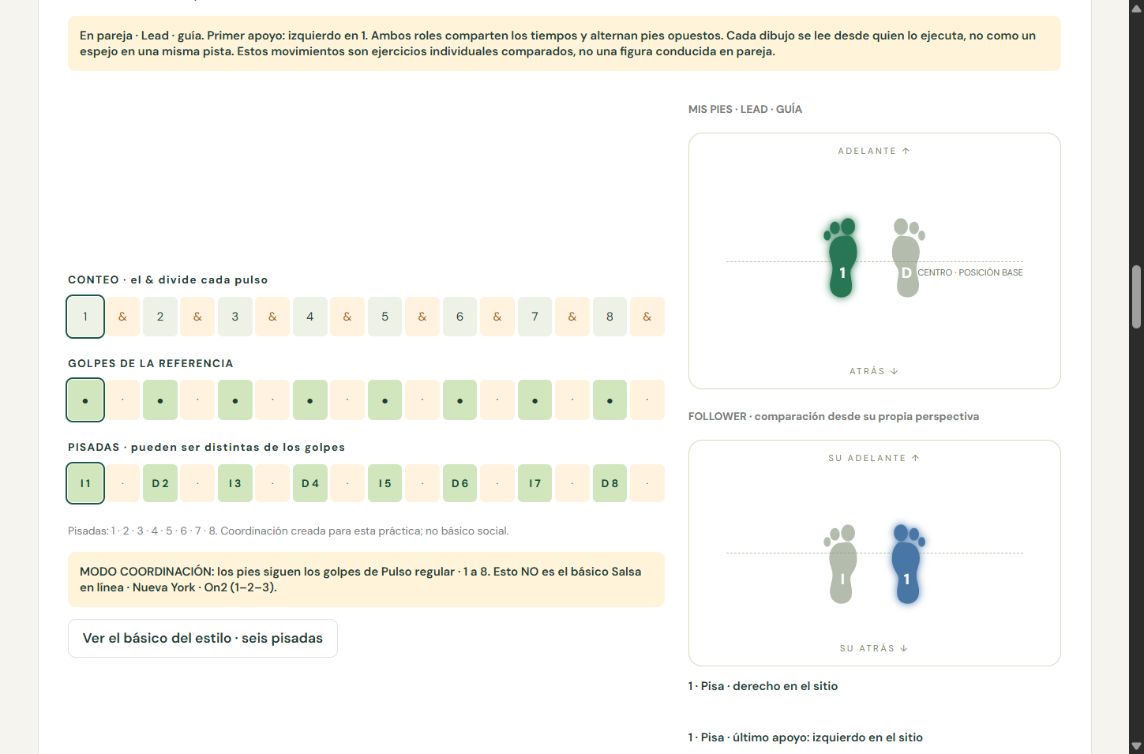 En pareja · Lead · guía. Primer apoyo: izquierdo en 1. Ambos roles comparten los tiempos y alternan pies opuestos. Cada dibujo se lee desde quien lo ejecuta, no como un
espejo en una misma pista. Estos movimientos son ejercicios individuales comparados, no una figura conducida en pareja.
CONTEO · el & divide cada pulso
1 & 2 & 3 & 4 & 5 & 6 & 7 & 8 &
GOLPES DE LA REFERENCIA
● · ● · ● · ● · ● · ● · ● · ● ·
PISADAS · pueden ser distintas de los golpes
I 1 · D 2 · I 3 · D 4 · I 5 · D 6 · I 7 · D 8 ·
Pisadas: 1 · 2 · 3 · 4 · 5 · 6 · 7 · 8. Coordinación creada para esta práctica; no básico social.
MODO COORDINACIÓN: los pies siguen los golpes de Pulso regular · 1 a 8. Esto NO es el básico Salsa
en línea · Nueva York · On2 (1–2–3).
Ver el básico del estilo · seis pisadas
MIS PIES · LEAD · GUÍA
ADELANTE ↑
1 D CENTRO · POSICIÓN BASE
ATRÁS ↓
FOLLOWER · comparación desde su propia perspectiva
SU ADELANTE ↑
I 1
SU ATRÁS ↓
1 · Pisa · derecho en el sitio
1 · Pisa · último apoyo: izquierdo en el sitio